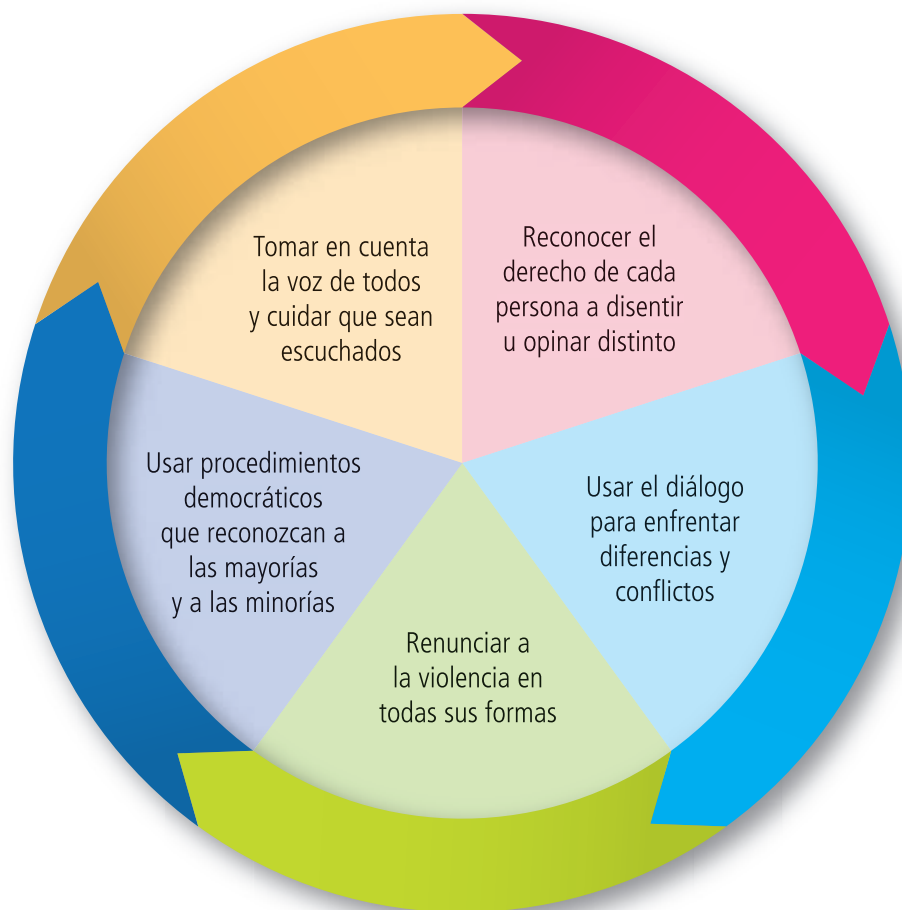 Tomar en cuenta
la voz de todos
y cuidar que sean
escuchados
Reconocer el
derecho de cada
persona a disentir
u opinar distinto
Usar el diálogo
para enfrentar
diferencias y
conflictos
Renunciar a
la violencia en
todas sus formas
Usar procedimientos
democráticos
que reconozcan a
las mayorías
y a las minorías